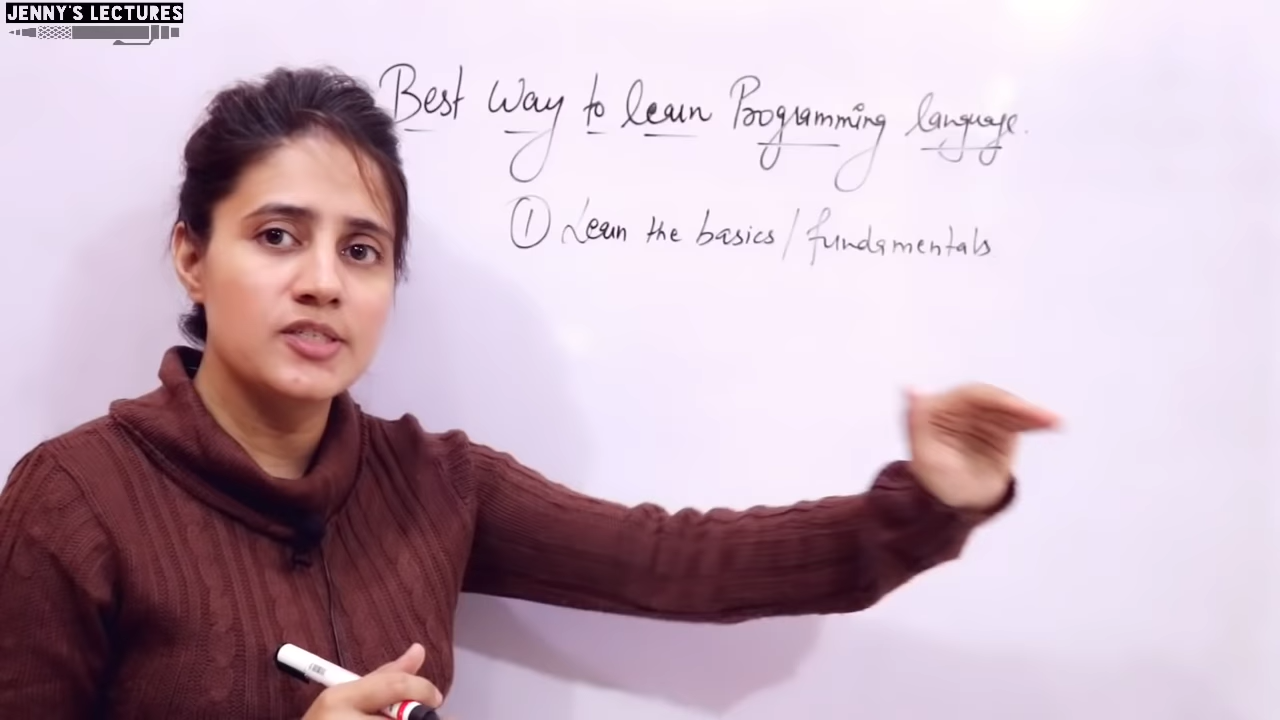 JENNY'S LECTURES
Best Way to learn Programming language.
① Learn the basics/fundamentals